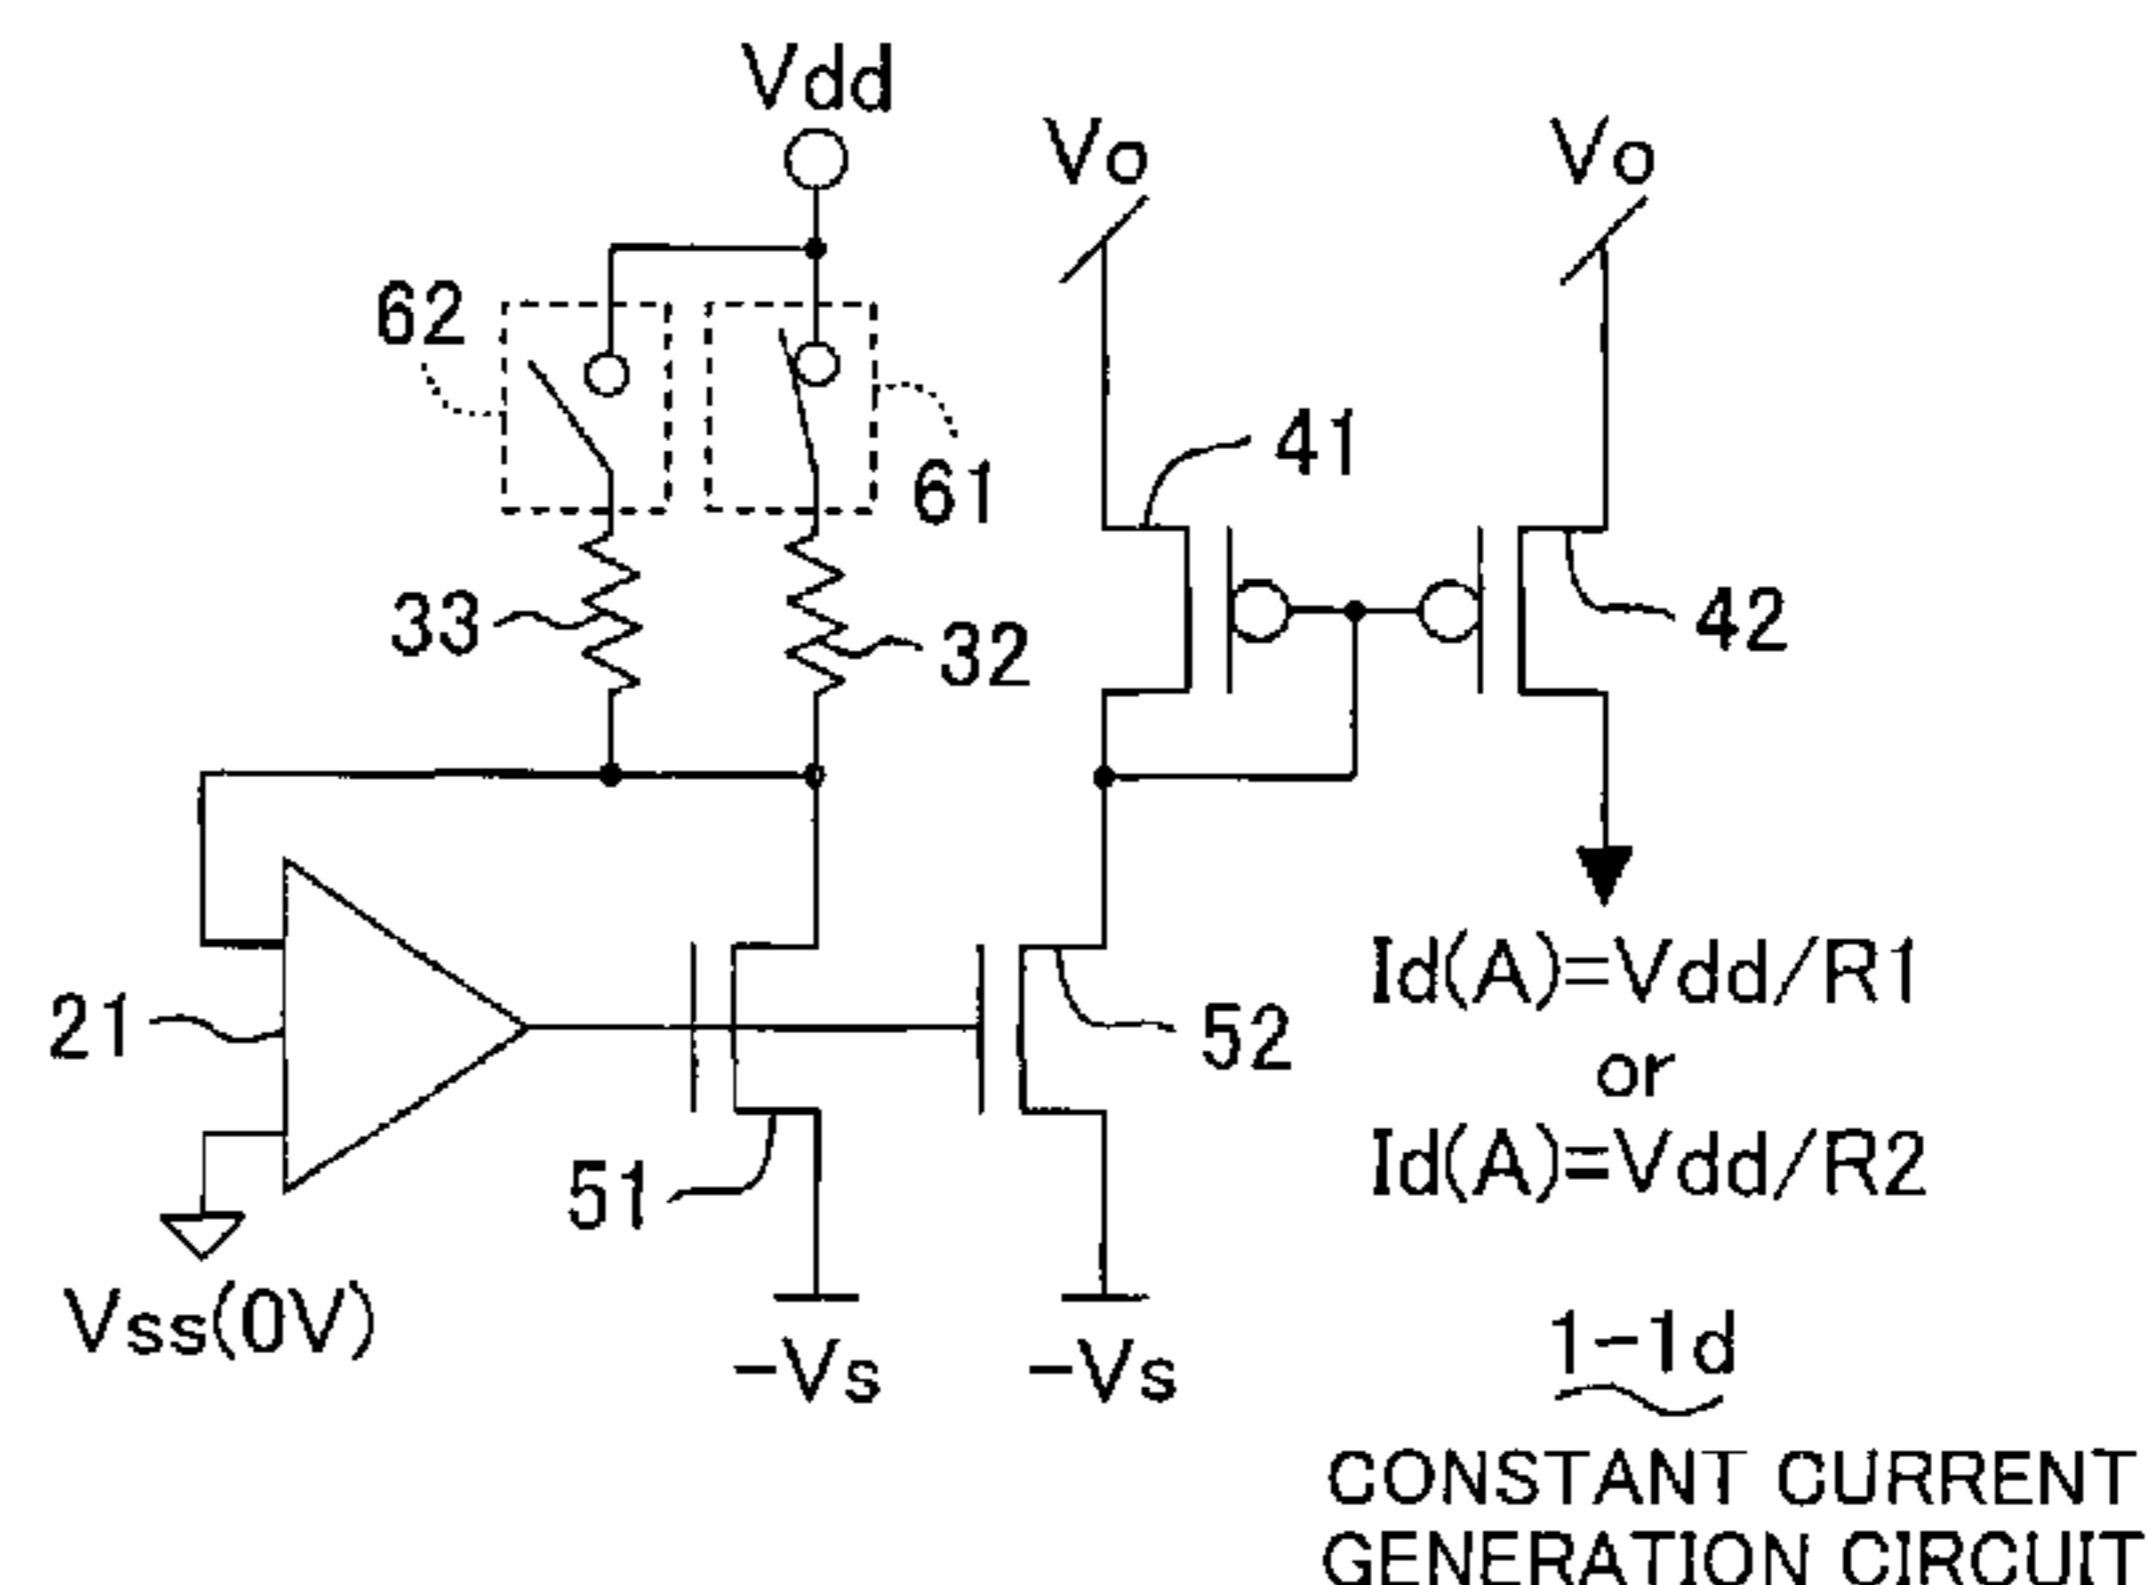 Vdd
Vo
Vo
62
61
41
33
32
42
21
52
51
Id(A)=Vdd/R1
or
Id(A)=Vdd/R2
Vss(0V)
-Vs
-Vs
1-1d
CONSTANT CURRENT
GENERATION CIRCUIT